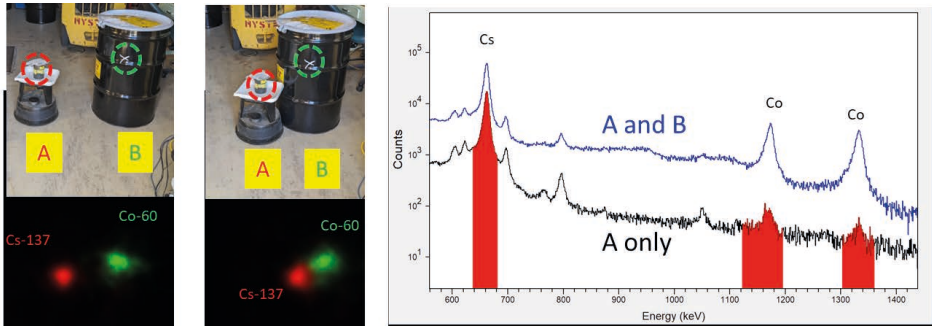 HYST
A
B
Cs-137
Co-60
HYSTE
A
B
Co-60
Cs-137
Cs
Co
Co
A and B
A only
Counts
10^5
10^4
10^3
10^2
10^1
600 700 800 900 1000 1100 1200 1300 1400
Energy (keV)